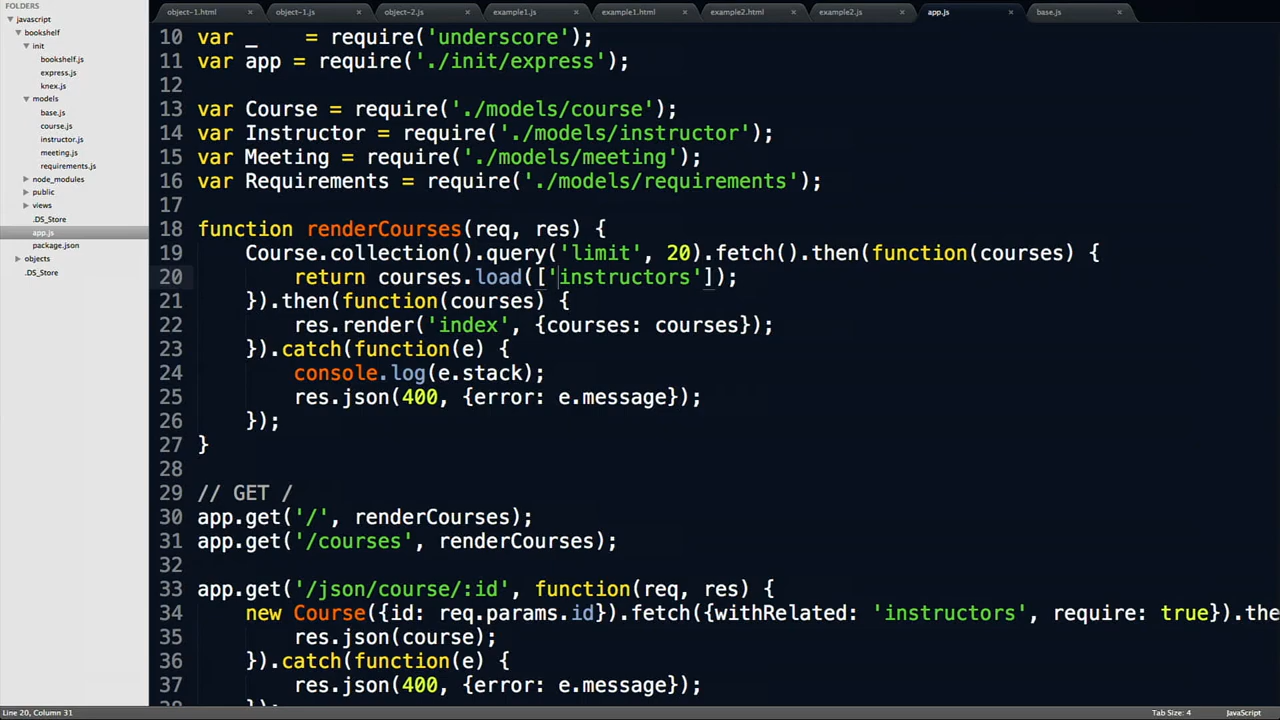 FOLDERS
javascript
bookshelf
init
bookshelf.js
express.js
knex.js
models
base.js
course.js
instructor.js
meeting.js
requirements.js
node_modules
public
views
.DS_Store
app.js
package.json
objects
.DS_Store
object-1.html × object-1.js × object-2.js × example1.js × example1.html × example2.html × example2.js × app.js × base.js ×
10 var _    = require('underscore');
11 var app = require('./init/express');
12
13 var Course = require('./models/course');
14 var Instructor = require('./models/instructor');
15 var Meeting = require('./models/meeting');
16 var Requirements = require('./models/requirements');
17
18 function renderCourses(req, res) {
19     Course.collection().query('limit', 20).fetch().then(function(courses) {
20         return courses.load(['instructors']);
21     }).then(function(courses) {
22         res.render('index', {courses: courses});
23     }).catch(function(e) {
24         console.log(e.stack);
25         res.json(400, {error: e.message});
26     });
27 }
28
29 // GET /
30 app.get('/', renderCourses);
31 app.get('/courses', renderCourses);
32
33 app.get('/json/course/:id', function(req, res) {
34     new Course({id: req.params.id}).fetch({withRelated: 'instructors', require: true}).the
35         res.json(course);
36     }).catch(function(e) {
37         res.json(400, {error: e.message});
38     });
Line 20, Column 31 Tab Size: 4 JavaScript